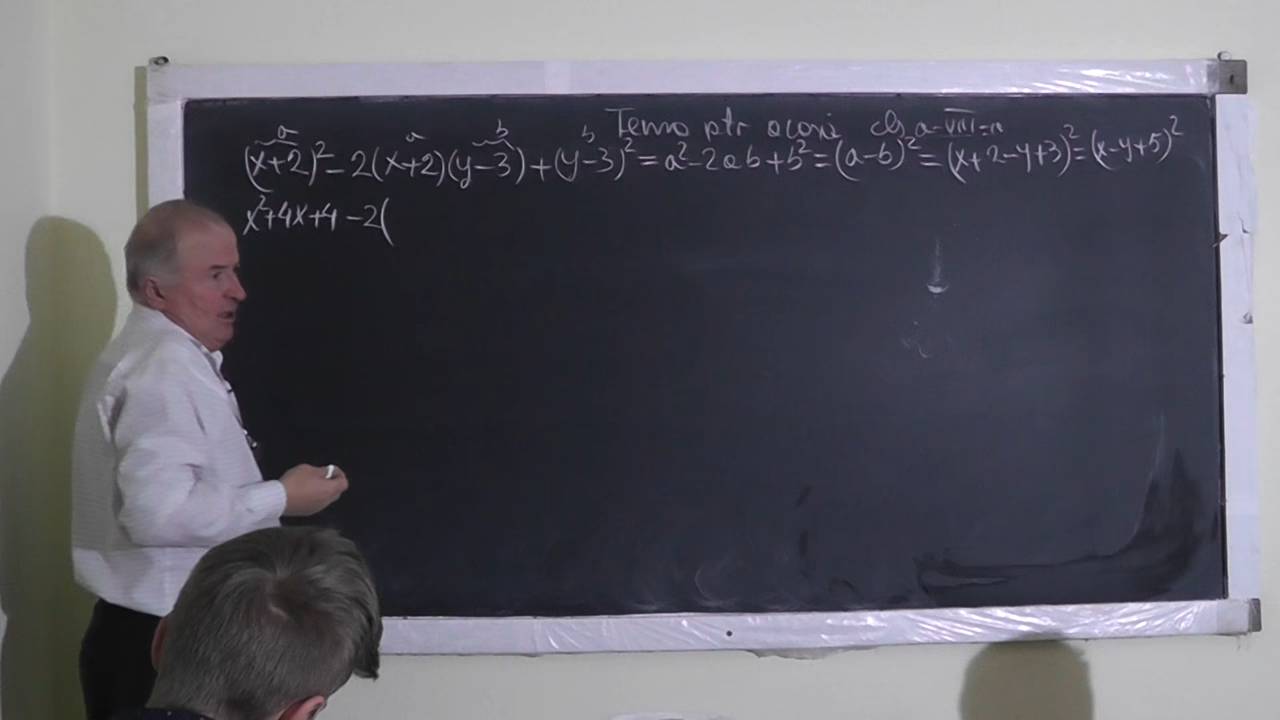 Tema ptr acasă cls a-VIII-a
a a b b
(x+2)² - 2(x+2)(y-3) + (y-3)² = a² - 2ab + b² = (a-b)² = (x+2-y+3)² = (x-y+5)²
x²+4x+4 - 2(